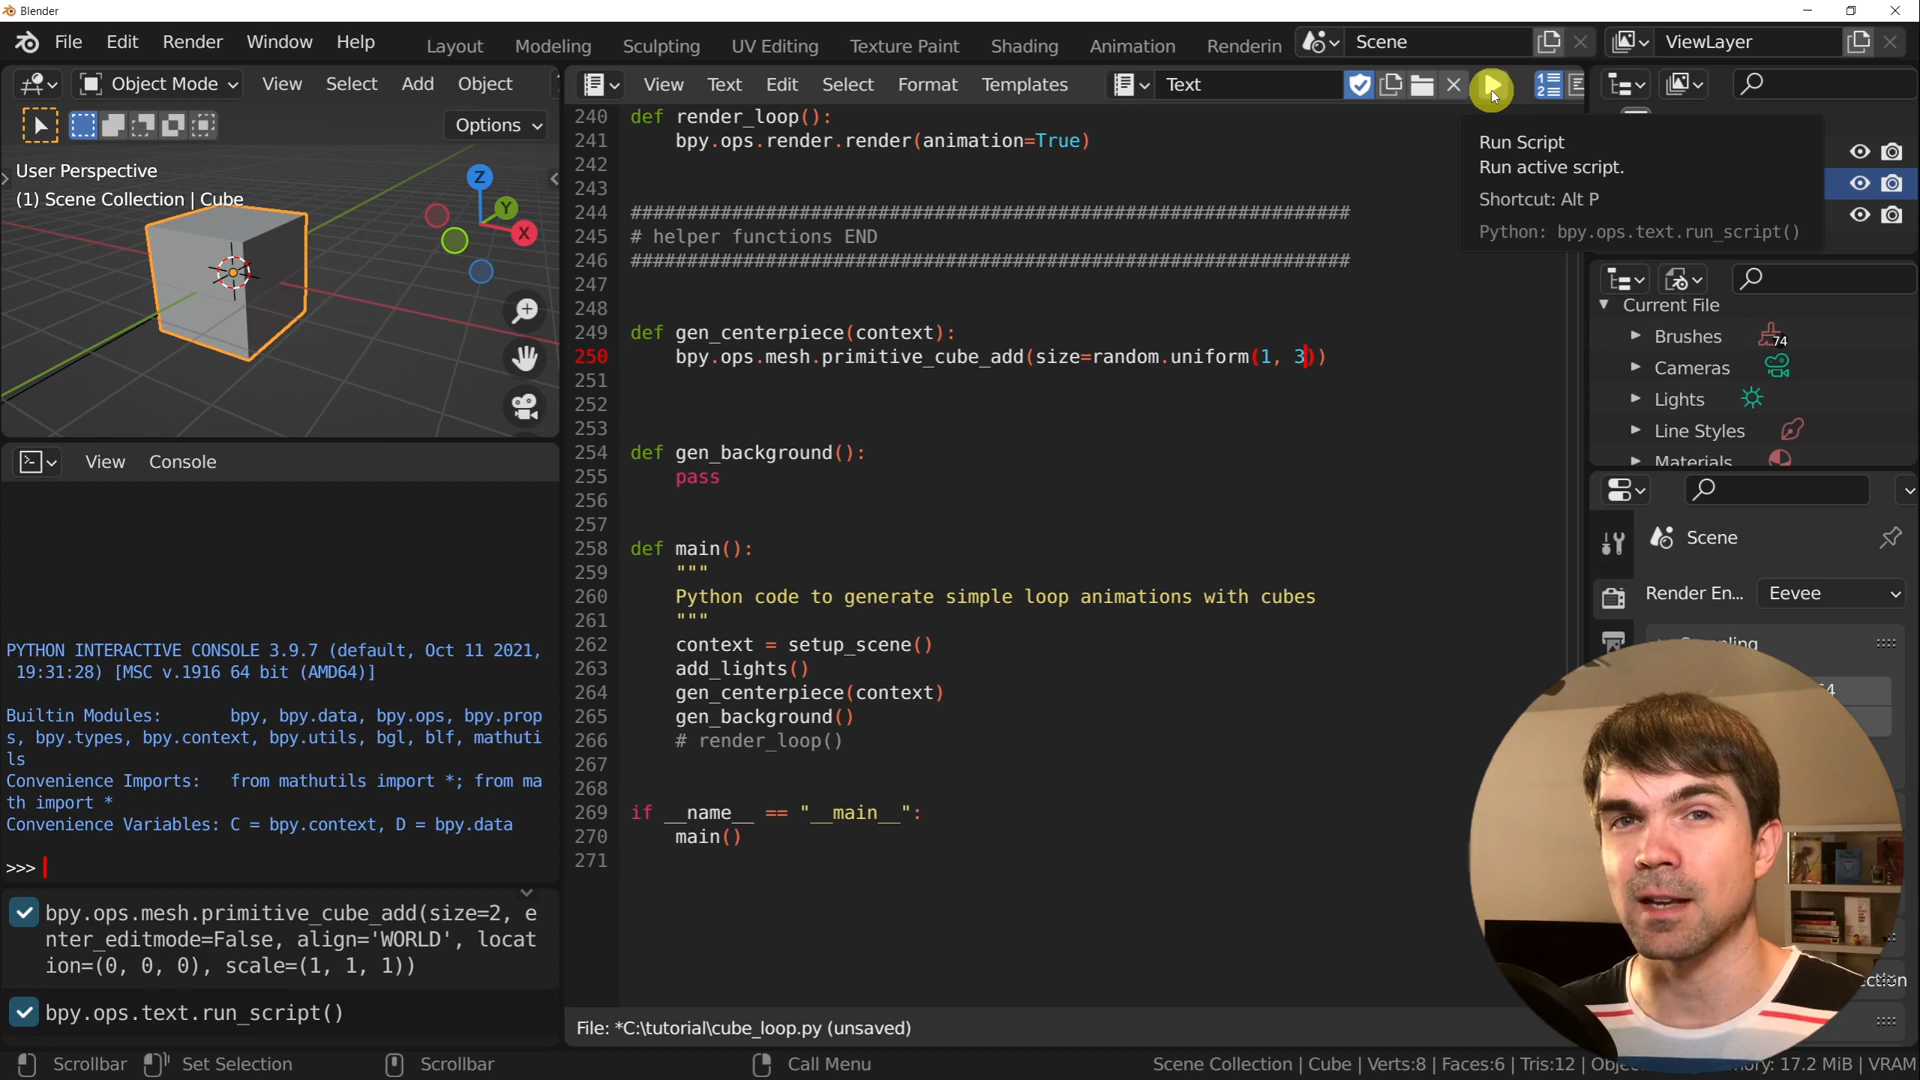 Blender
File Edit Render Window Help
Layout Modeling Sculpting UV Editing Texture Paint Shading Animation Renderin
Scene
ViewLayer
Object Mode View Select Add Object
View Text Edit Select Format Templates
Text
Options
User Perspective
(1) Scene Collection | Cube
Z
Y
X
Run Script
Run active script.
Shortcut: Alt P
Python: bpy.ops.text.run_script()
240 def render_loop():
241 bpy.ops.render.render(animation=True)
242
243
244 ################################################################
245 # helper functions END
246 ################################################################
247
248
249 def gen_centerpiece(context):
250 bpy.ops.mesh.primitive_cube_add(size=random.uniform(1, 3))
251
252
253
254 def gen_background():
255 pass
256
257
258 def main():
259 """
260 Python code to generate simple loop animations with cubes
261 """
262 context = setup_scene()
263 add_lights()
264 gen_centerpiece(context)
265 gen_background()
266 # render_loop()
267
268
269 if __name__ == "__main__":
270 main()
271
File: *C:\tutorial\cube_loop.py (unsaved)
Current File
Brushes 74
Cameras
Lights
Line Styles
Materials
Scene
Render En... Eevee
Sampling
View Console
PYTHON INTERACTIVE CONSOLE 3.9.7 (default, Oct 11 2021,
19:31:28) [MSC v.1916 64 bit (AMD64)]
Builtin Modules: bpy, bpy.data, bpy.ops, bpy.prop
s, bpy.types, bpy.context, bpy.utils, bgl, blf, mathuti
ls
Convenience Imports: from mathutils import *; from ma
th import *
Convenience Variables: C = bpy.context, D = bpy.data
>>>
bpy.ops.mesh.primitive_cube_add(size=2, e
nter_editmode=False, align='WORLD', locat
ion=(0, 0, 0), scale=(1, 1, 1))
bpy.ops.text.run_script()
Scrollbar Set Selection Scrollbar Call Menu
Scene Collection | Cube | Verts:8 | Faces:6 | Tris:12 | 17.2 MiB | VRAM